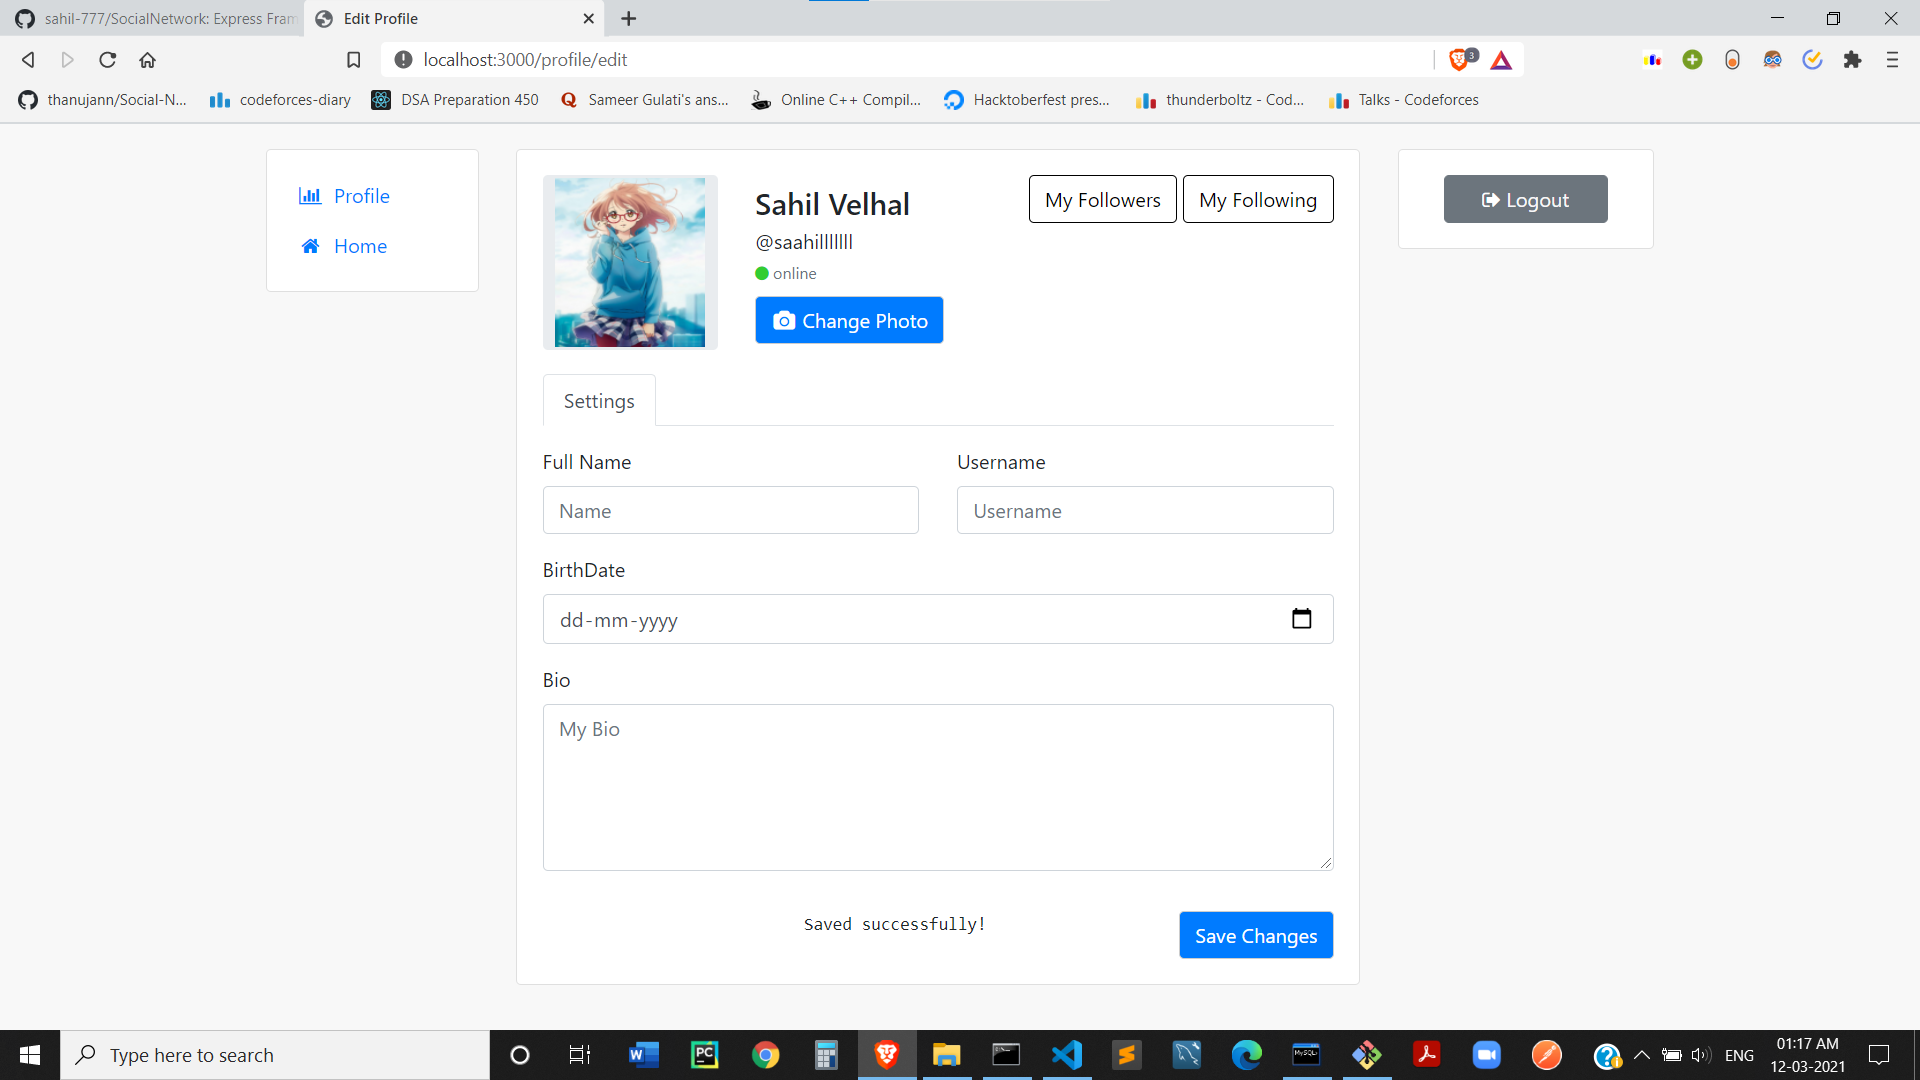 sahil-777/SocialNetwork: Express Fram
Edit Profile
localhost:3000/profile/edit
3
thanujann/Social-N...
codeforces-diary
DSA Preparation 450
Sameer Gulati's ans...
Online C++ Compil...
Hacktoberfest pres...
thunderboltz - Cod...
Talks - Codeforces
Profile
Home
Sahil Velhal
@saahilllllll
online
Change Photo
My Followers
My Following
Logout
Settings
Full Name
Username
Name
Username
BirthDate
dd-mm-yyyy
Bio
My Bio
Saved successfully!
Save Changes
Type here to search
W
PC
MySQL
ENG
01:17 AM
12-03-2021